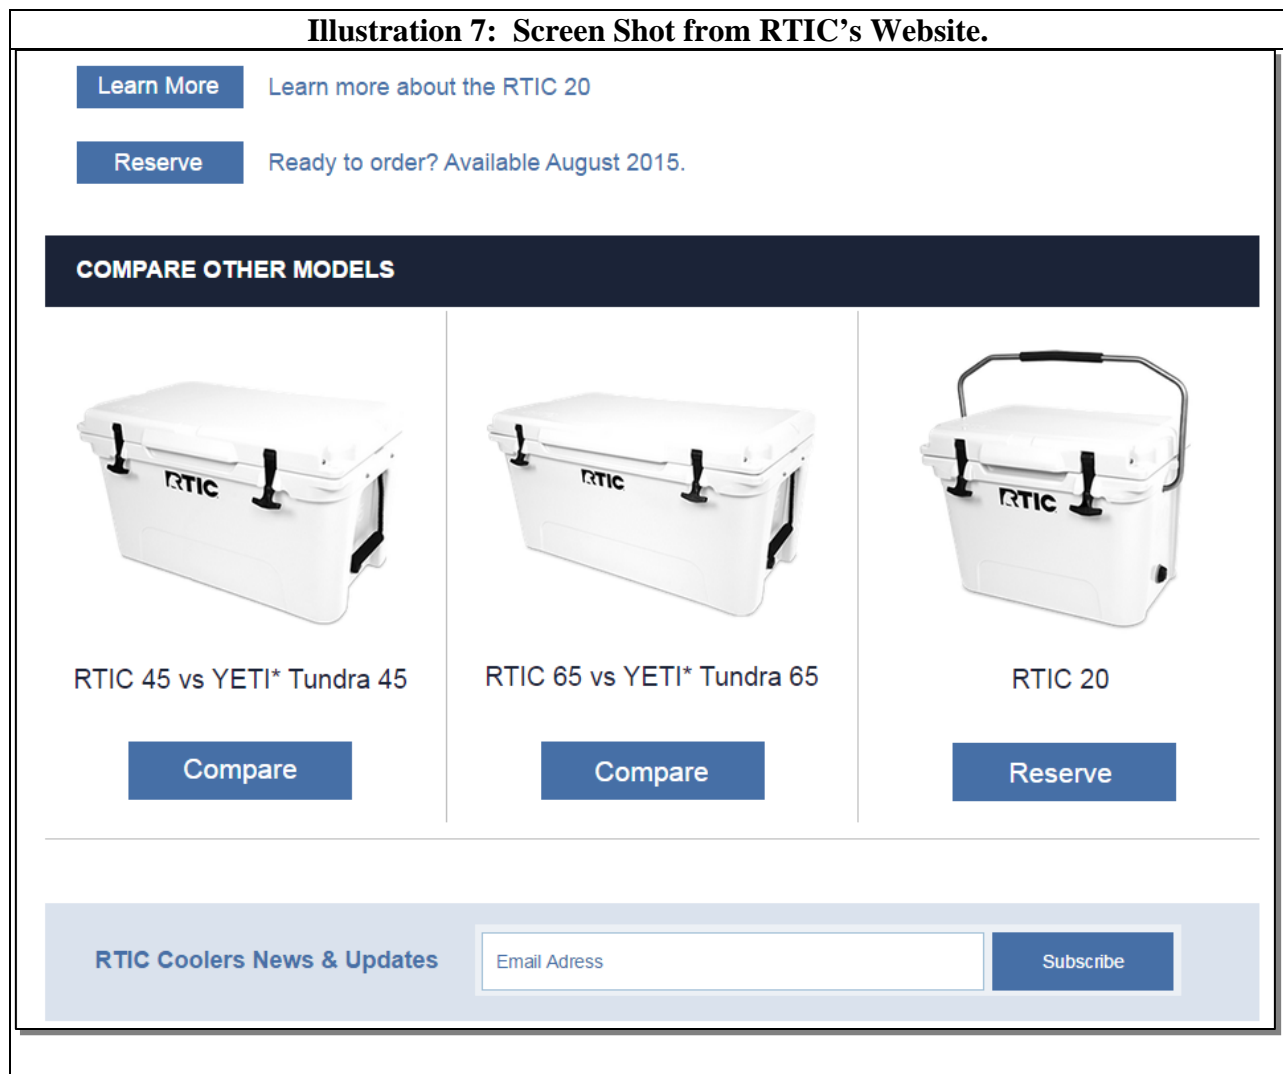 Illustration 7: Screen Shot from RTIC's Website.
Learn More Learn more about the RTIC 20
Reserve Ready to order? Available August 2015.
COMPARE OTHER MODELS
RTIC RTIC RTIC
RTIC 45 vs YETI* Tundra 45 RTIC 65 vs YETI* Tundra 65 RTIC 20
Compare Compare Reserve
RTIC Coolers News & Updates Email Adress Subscribe